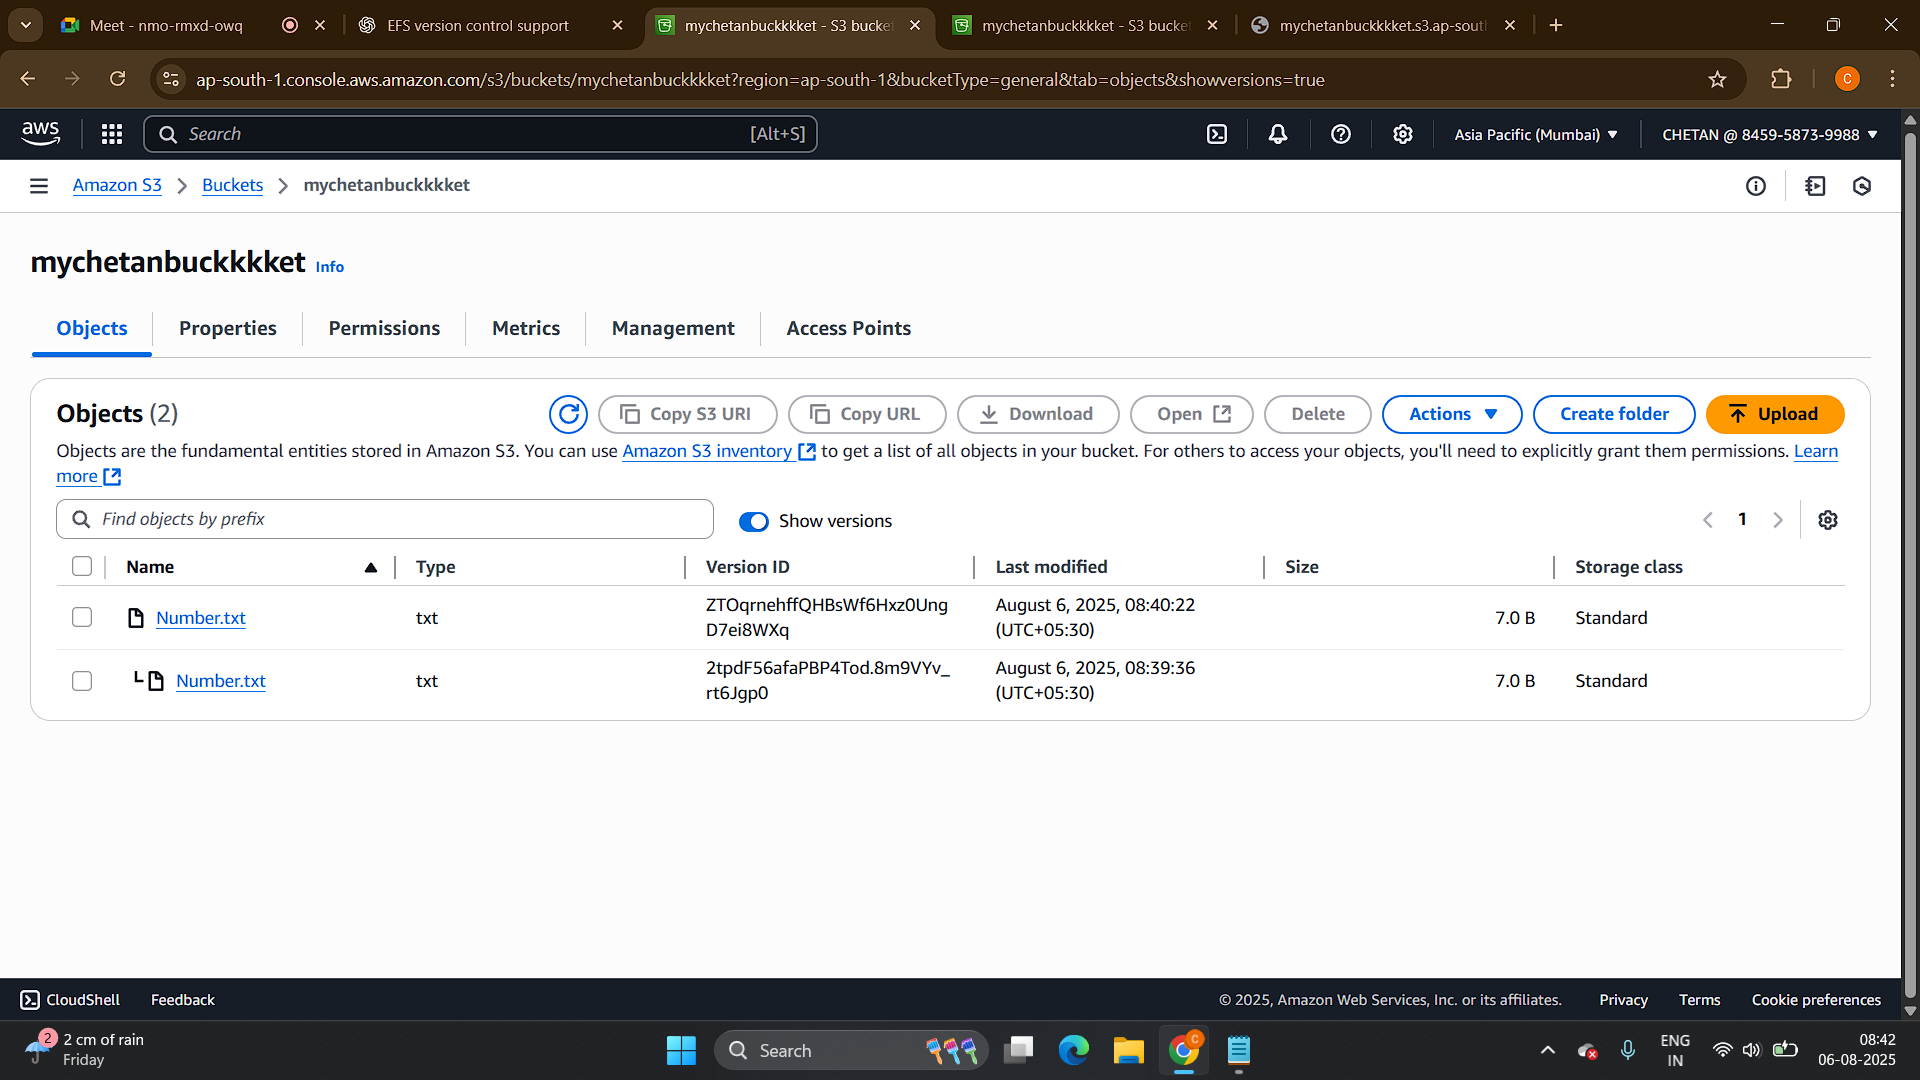 Meet - nmo-rmxd-owq
EFS version control support
mychetanbuckkkket - S3 bucke
mychetanbuckkkket - S3 bucke
mychetanbuckkkket.s3.ap-sout
ap-south-1.console.aws.amazon.com/s3/buckets/mychetanbuckkkket?region=ap-south-1&bucketType=general&tab=objects&showversions=true
C
aws
Search
[Alt+S]
Asia Pacific (Mumbai)
CHETAN @ 8459-5873-9988
Amazon S3
Buckets
mychetanbuckkkket
mychetanbuckkkket
Info
Objects
Properties
Permissions
Metrics
Management
Access Points
Objects (2)
Copy S3 URI
Copy URL
Download
Open
Delete
Actions
Create folder
Upload
Objects are the fundamental entities stored in Amazon S3. You can use Amazon S3 inventory to get a list of all objects in your bucket. For others to access your objects, you'll need to explicitly grant them permissions. Learn
more
Find objects by prefix
Show versions
1
Name
Type
Version ID
Last modified
Size
Storage class
Number.txt
txt
ZTOqrnehffQHBsWf6Hxz0Ung
D7ei8WXq
August 6, 2025, 08:40:22
(UTC+05:30)
7.0 B
Standard
Number.txt
txt
2tpdF56afaPBP4Tod.8m9VYv_
rt6Jgp0
August 6, 2025, 08:39:36
(UTC+05:30)
7.0 B
Standard
CloudShell
Feedback
© 2025, Amazon Web Services, Inc. or its affiliates.
Privacy
Terms
Cookie preferences
2
2 cm of rain
Friday
Search
C
ENG
IN
08:42
06-08-2025